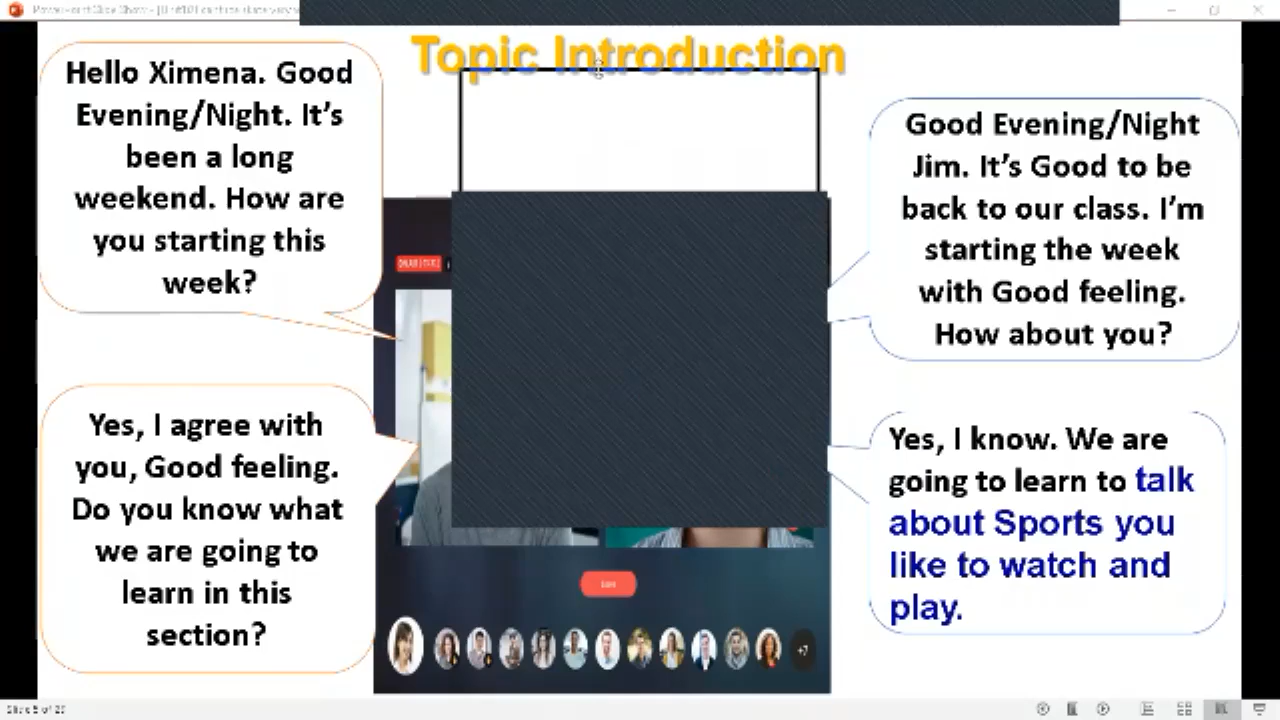 Topic Introduction
Hello Ximena. Good
Evening/Night. It's
been a long
weekend. How are
you starting this
week?
Good Evening/Night
Jim. It's Good to be
back to our class. I'm
starting the week
with Good feeling.
How about you?
Yes, I agree with
you, Good feeling.
Do you know what
we are going to
learn in this
section?
Yes, I know. We are
going to learn to talk
about Sports you
like to watch and
play.
+7